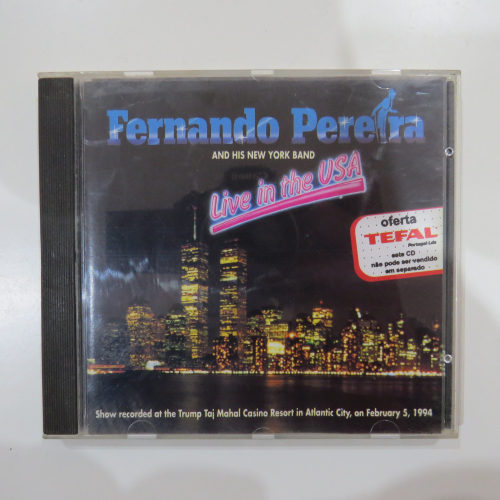 Fernando Pereira
AND HIS NEW YORK BAND
Live in the USA
oferta
TEFAL
Portugal-Lda
este CD
não pode ser vendido
em separado
Show recorded at the Trump Taj Mahal Casino Resort in Atlantic City, on February 5, 1994